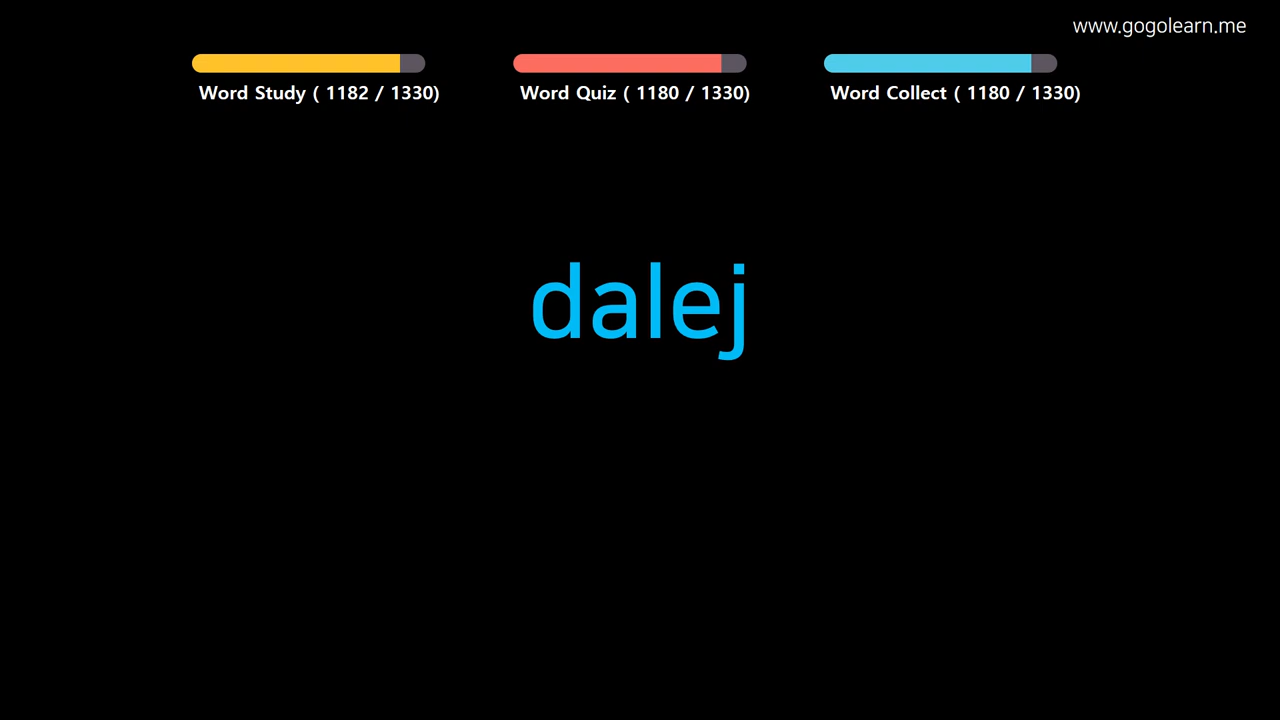 www.gogolearn.me
Word Study ( 1182 / 1330)
Word Quiz ( 1180 / 1330)
Word Collect ( 1180 / 1330)
dalej